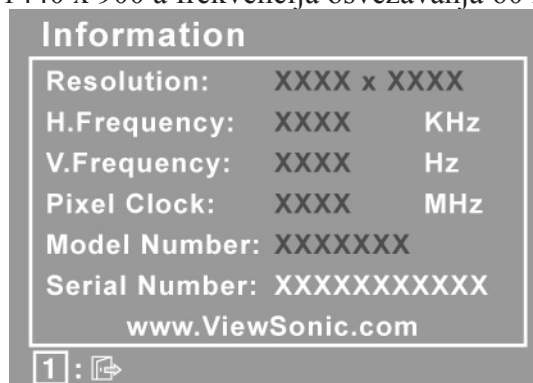 Information
Resolution: XXXX x XXXX
H.Frequency: XXXX KHz
V.Frequency: XXXX Hz
Pixel Clock: XXXX MHz
Model Number: XXXXXXX
Serial Number: XXXXXXXXXXX
www.ViewSonic.com
1 :